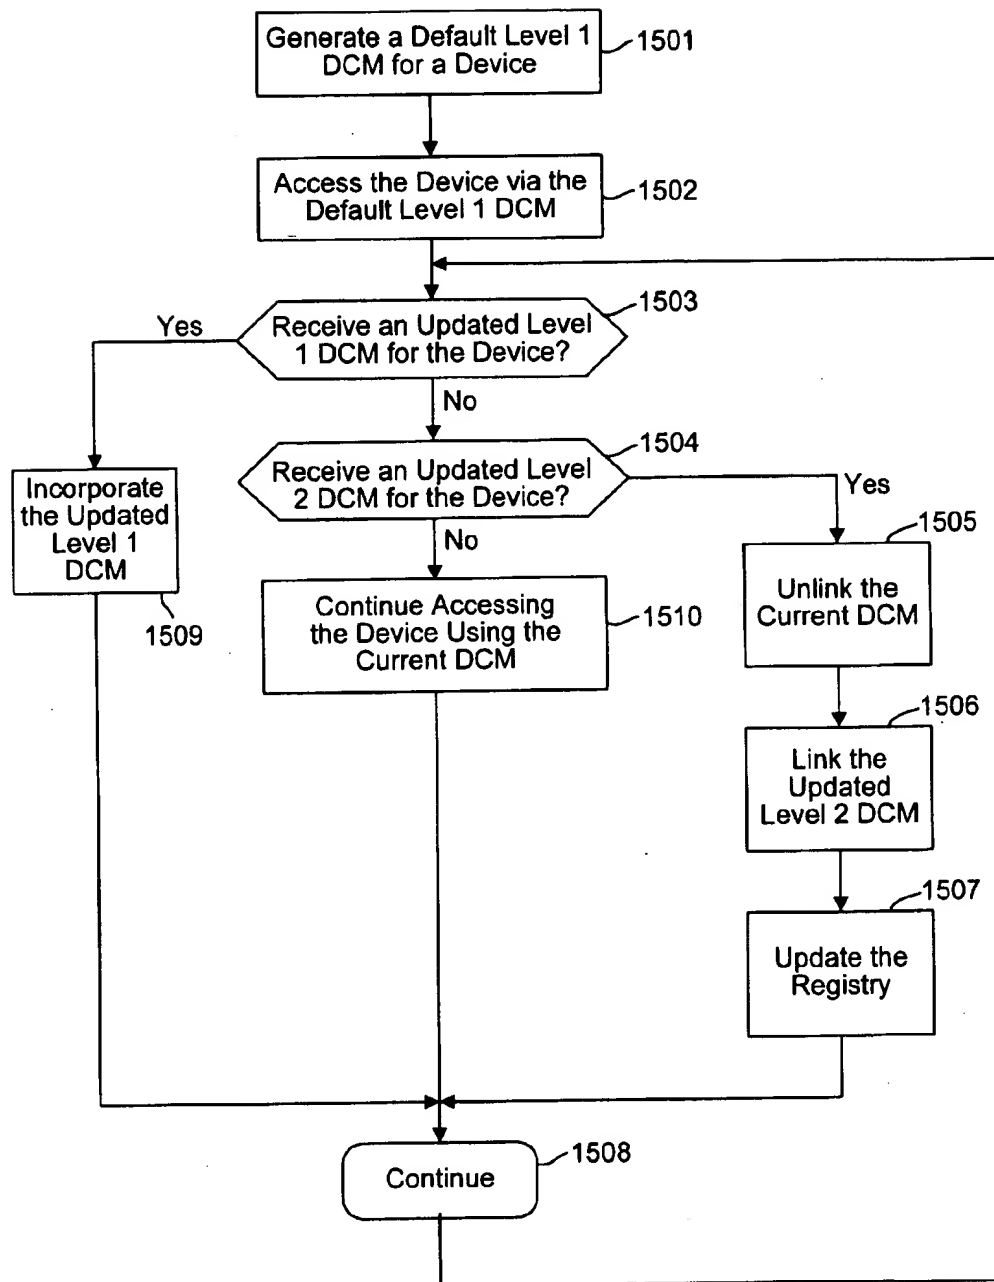 Generate a Default Level 1
DCM for a Device
1501
Access the Device via the
Default Level 1 DCM
1502
1503
Yes
Receive an Updated Level
1 DCM for the Device?
No
1504
Receive an Updated Level
2 DCM for the Device?
Yes
Incorporate
the Updated
Level 1
DCM
1509
No
1505
Continue Accessing
the Device Using the
Current DCM
1510
Unlink the
Current DCM
1506
Link the
Updated
Level 2 DCM
1507
Update the
Registry
1508
Continue